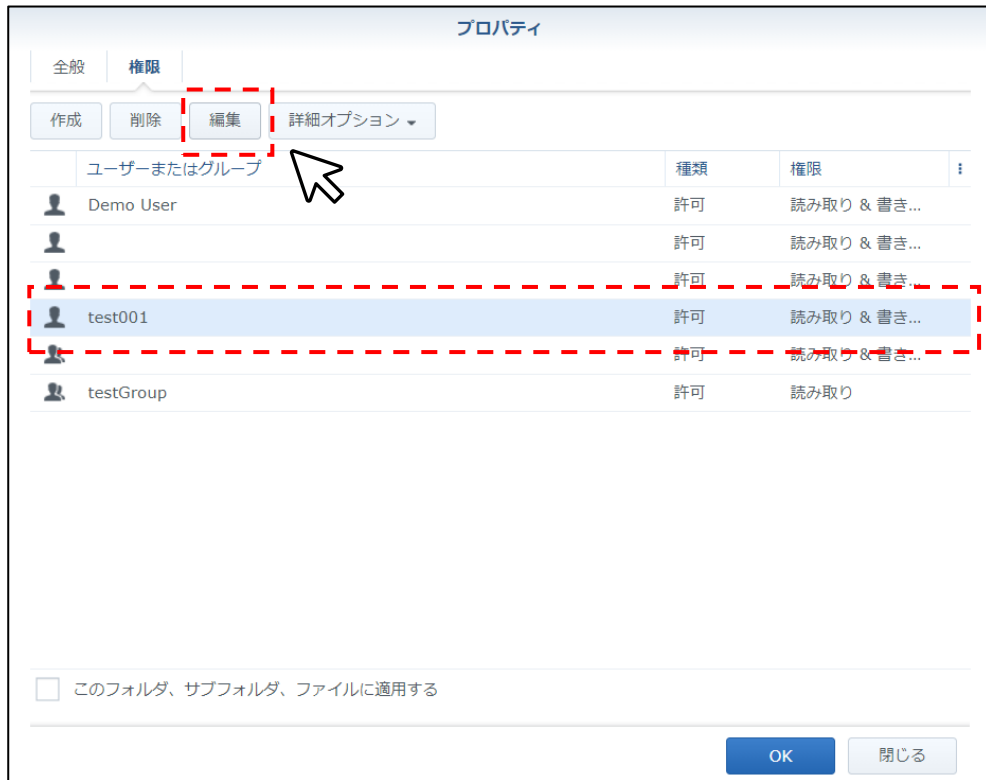 プロパティ
全般 権限
作成 削除 編集 詳細オプション
ユーザーまたはグループ 種類 権限
Demo User 許可 読み取り & 書き...
許可 読み取り & 書き...
許可 読み取り & 書き...
test001 許可 読み取り & 書き...
許可 読み取り & 書き...
testGroup 許可 読み取り
このフォルダ、サブフォルダ、ファイルに適用する
OK 閉じる